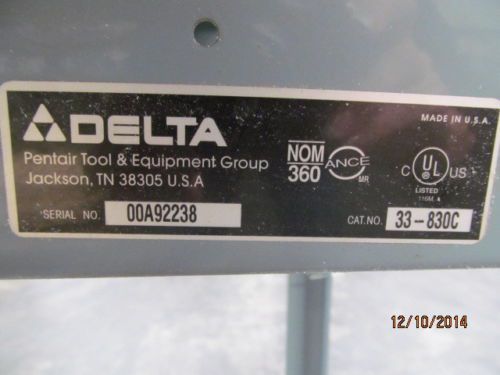 DELTA
MADE IN U.S.A.
Pentair Tool & Equipment Group
Jackson, TN 38305 U.S.A
NOM
360
ANCE
MR
C UL US
LISTED
116M
SERIAL NO. 00A92238
CAT.NO. 33-830C
12/10/2014